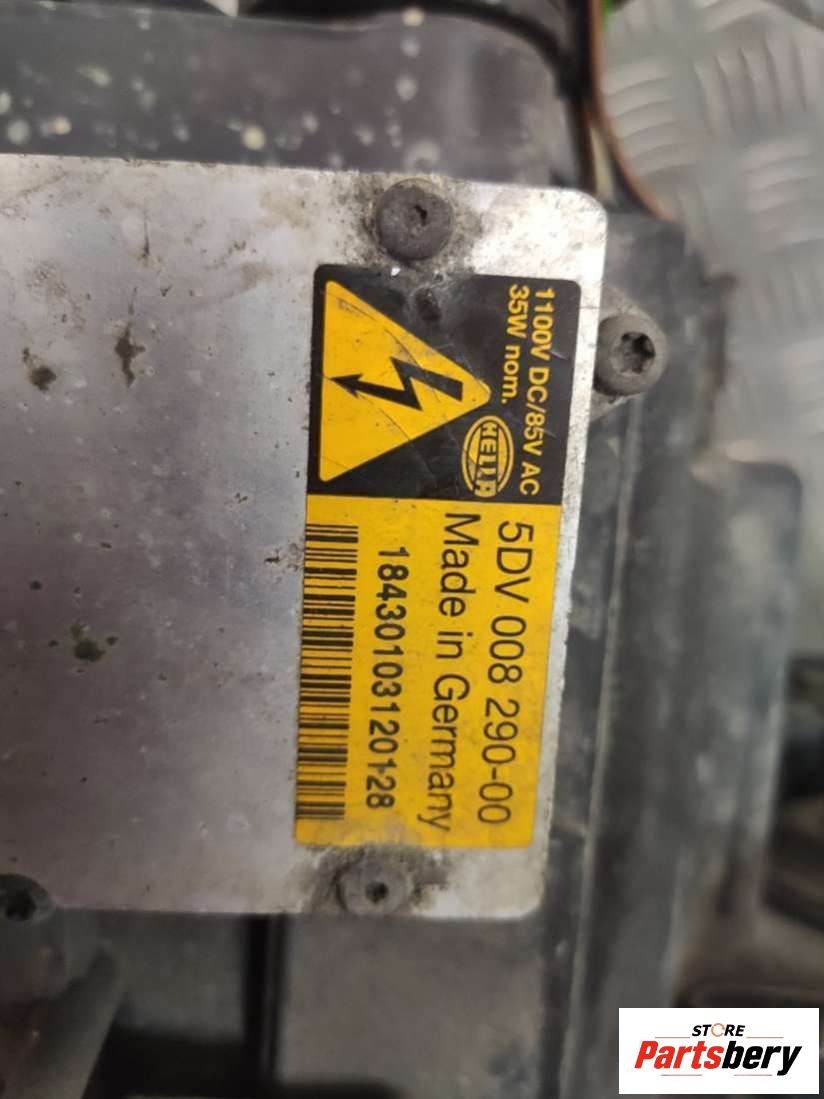 1100V DC/85V AC
35W nom.
HELLA
5DV 008 290-00
Made in Germany
18430103120128
STORE
Partsbery